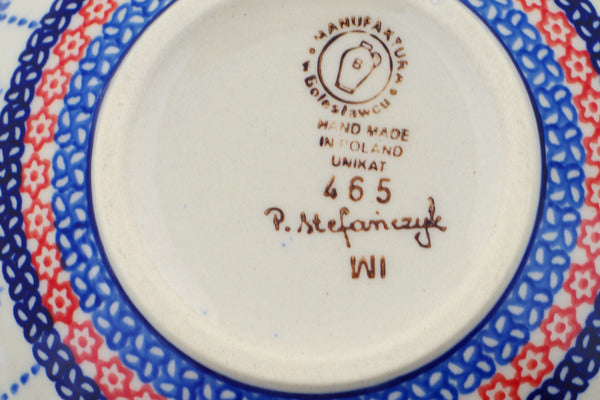 MANUFAKTURA
w Bolesławcu
B
HAND MADE
IN POLAND
UNIKAT
465
P. Stefańczyk
WI